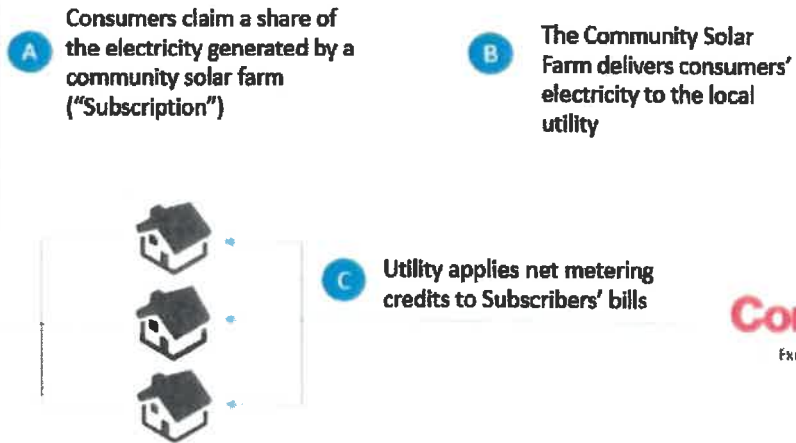 A
Consumers claim a share of
the electricity generated by a
community solar farm
("Subscription")
B
The Community Solar
Farm delivers consumers'
electricity to the local
utility
C
Utility applies net metering
credits to Subscribers' bills